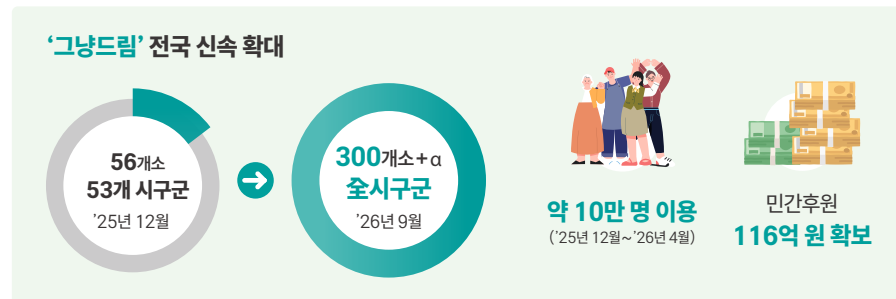 ‘그냥드림’ 전국 신속 확대
56개소
53개 시구군
’25년 12월
300개소+α
全시구군
’26년 9월
약 10만 명 이용
(’25년 12월~’26년 4월)
민간후원
116억 원 확보